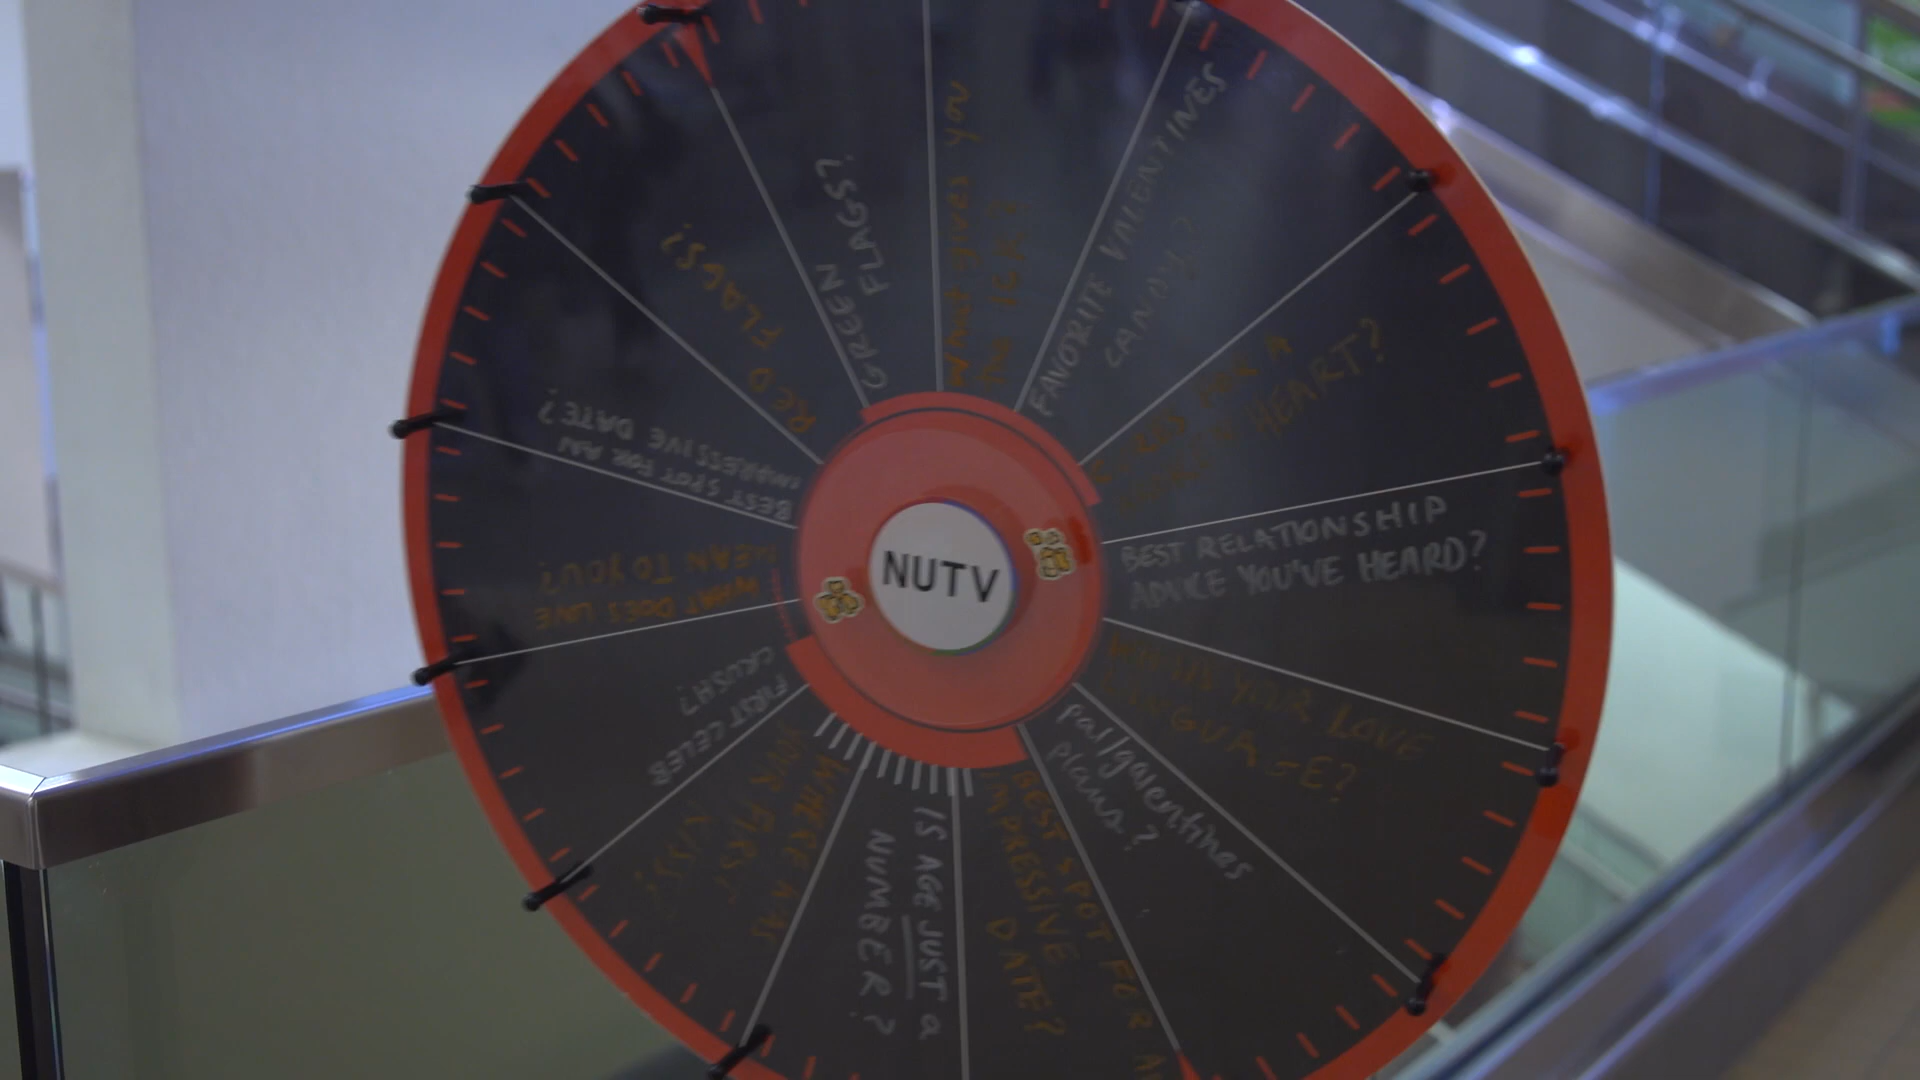 GREEN
FLAGS?
What gives you
the ICK?
FAVORITE VALENTINES
CANDY?
FOR A
HEART?
BEST RELATIONSHIP
ADVICE YOU'VE HEARD?
YOUR LOVE
LANGUAGE?
pal/galentines
plans?
BEST SPOT FOR AN
IMPRESSIVE DATE?
IS AGE JUST a
NUMBER?
WHERE WAS
YOUR FIRST
KISS?
FIRST CELEB
CRUSH?
WHAT DOES LOVE
MEAN TO YOU?
BEST SPOT FOR AN
IMPRESSIVE DATE?
RED FLAGS?
NUTV